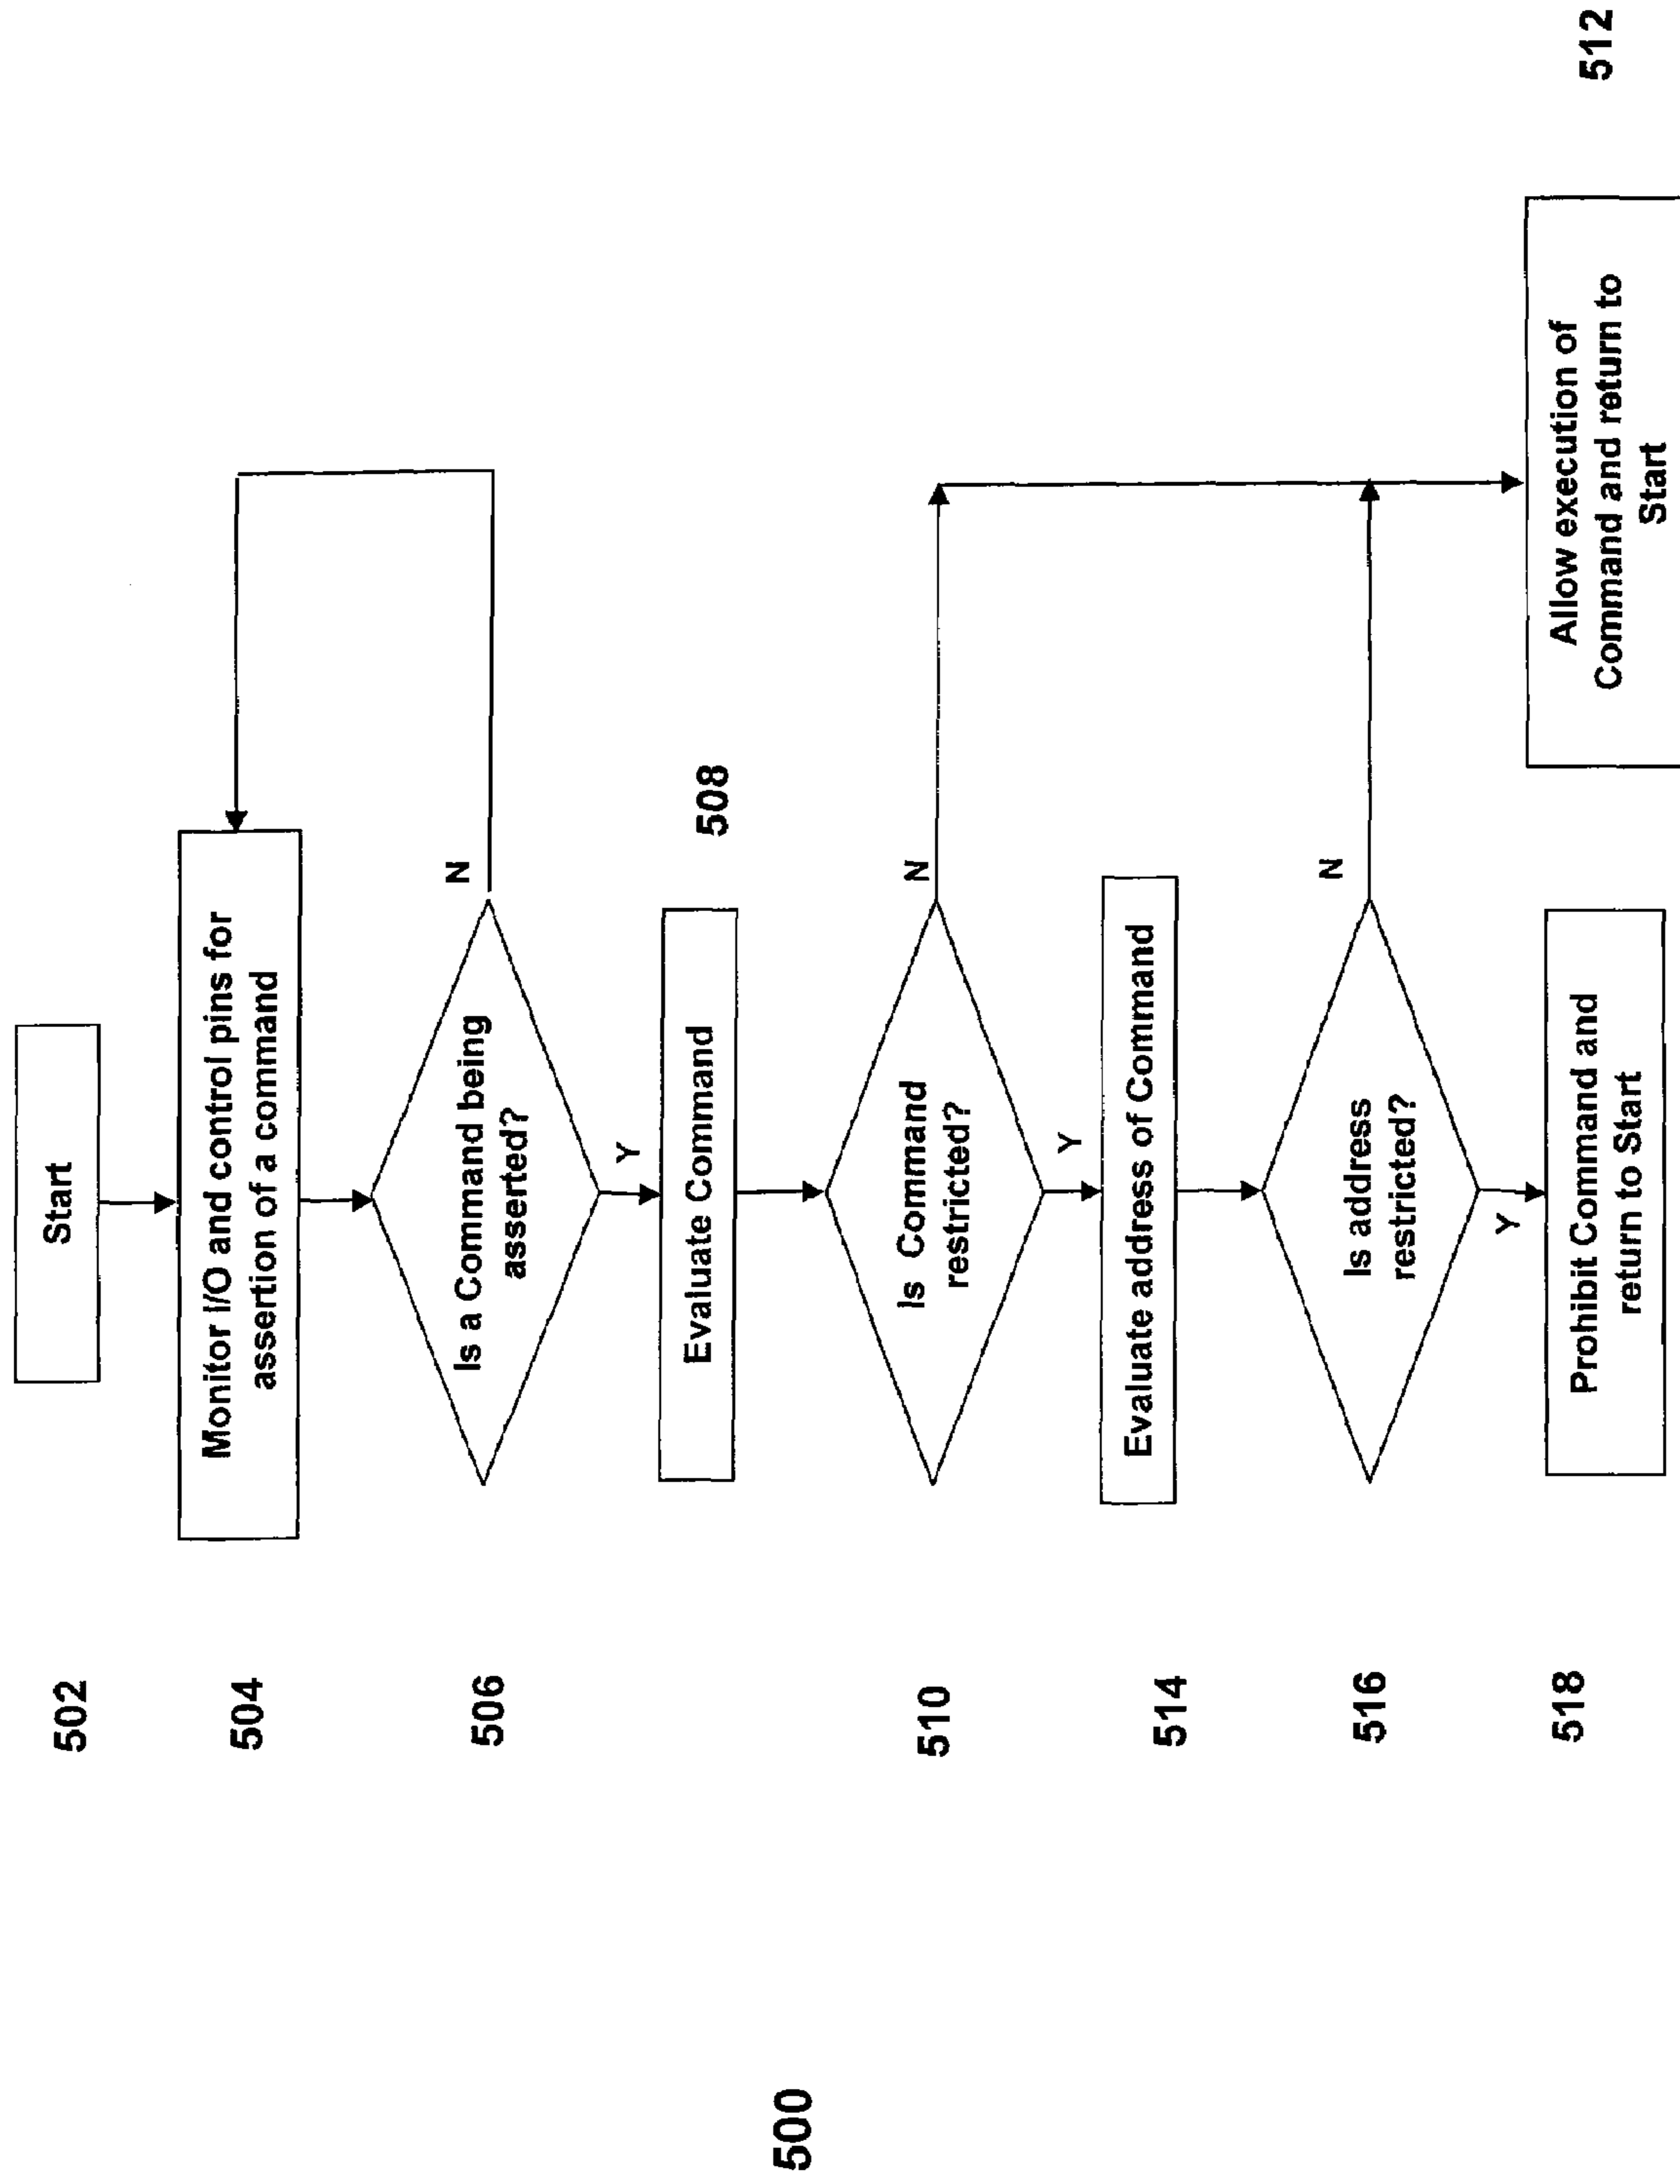 500
502
Start
504
Monitor I/O and control pins for
assertion of a command
506
Is a Command being
asserted?
N
Y
508
Evaluate Command
510
Is Command
restricted?
N
Y
514
Evaluate address of Command
516
Is address
restricted?
N
Y
518
Prohibit Command and
return to Start
512
Allow execution of
Command and return to
Start